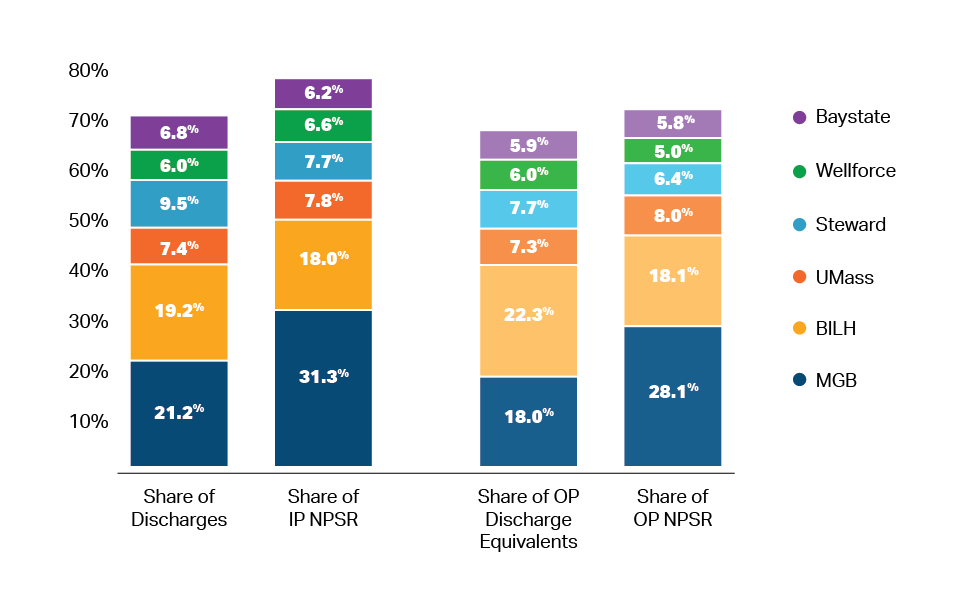 80%
70%
60%
50%
40%
30%
20%
10%
6.8%
6.0%
9.5%
7.4%
19.2%
21.2%
6.2%
6.6%
7.7%
7.8%
18.0%
31.3%
5.9%
6.0%
7.7%
7.3%
22.3%
18.0%
5.8%
5.0%
6.4%
8.0%
18.1%
28.1%
Share of
Discharges
Share of
IP NPSR
Share of OP
Discharge
Equivalents
Share of
OP NPSR
Baystate
Wellforce
Steward
UMass
BILH
MGB